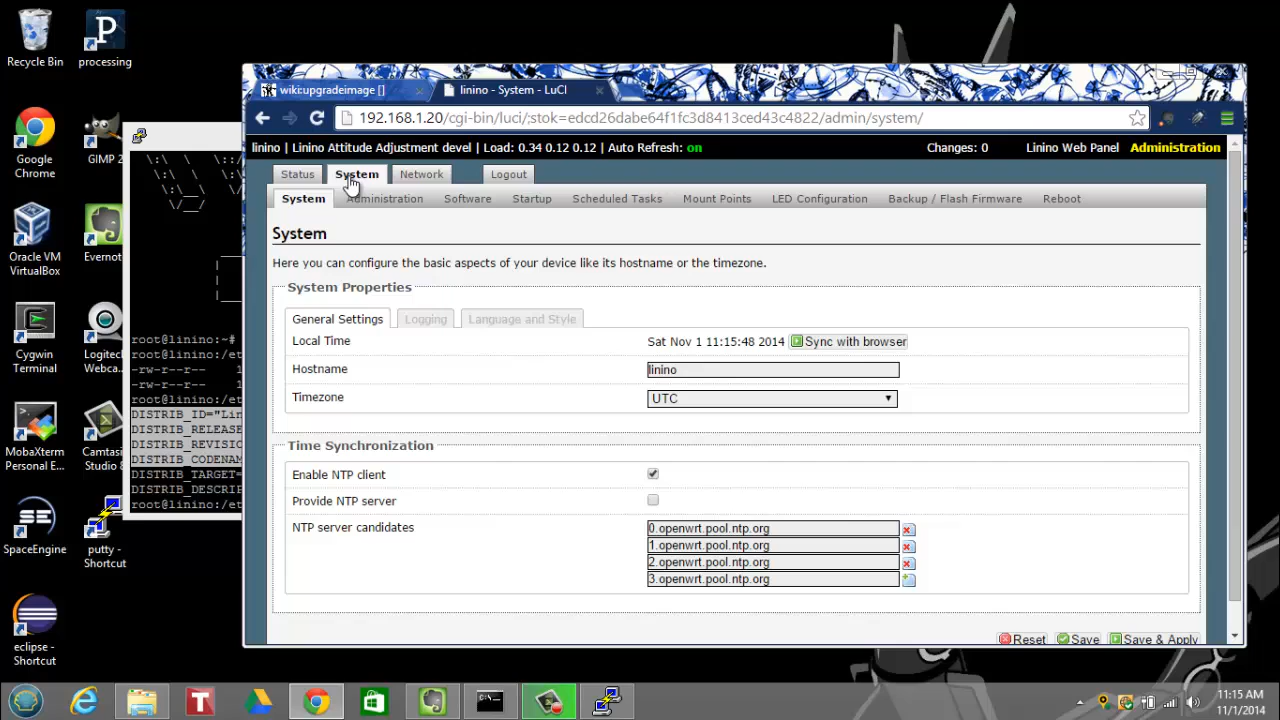 Recycle Bin
processing
Google Chrome
GIMP 2
Oracle VM VirtualBox
Evernot
Cygwin Terminal
Logitech Webca..
MobaXterm Personal E...
Camtasi Studio 8
SpaceEngine
putty - Shortcut
eclipse - Shortcut
root@linino:~#
root@linino:/et
-rw-r--r-- 1
-rw-r--r-- 1
root@linino:/et
DISTRIB_ID="Lin
DISTRIB_RELEASE
DISTRIB_REVISI
DISTRIB_CODENAM
DISTRIB_TARGET=
DISTRIB_DESCRIP
root@linino:/et
wiki:upgradeimage []
linino - System - LuCI
192.168.1.20/cgi-bin/luci/;stok=edcd26dabe64f1fc3d8413ced43c4822/admin/system/
linino | Linino Attitude Adjustment devel | Load: 0.34 0.12 0.12 | Auto Refresh: on
Changes: 0 Linino Web Panel Administration
Status System Network Logout
System Administration Software Startup Scheduled Tasks Mount Points LED Configuration Backup / Flash Firmware Reboot
System
Here you can configure the basic aspects of your device like its hostname or the timezone.
System Properties
General Settings Logging Language and Style
Local Time Sat Nov 1 11:15:48 2014 Sync with browser
Hostname linino
Timezone UTC
Time Synchronization
Enable NTP client
Provide NTP server
NTP server candidates 0.openwrt.pool.ntp.org
1.openwrt.pool.ntp.org
2.openwrt.pool.ntp.org
3.openwrt.pool.ntp.org
Reset Save Save & Apply
11:15 AM
11/1/2014